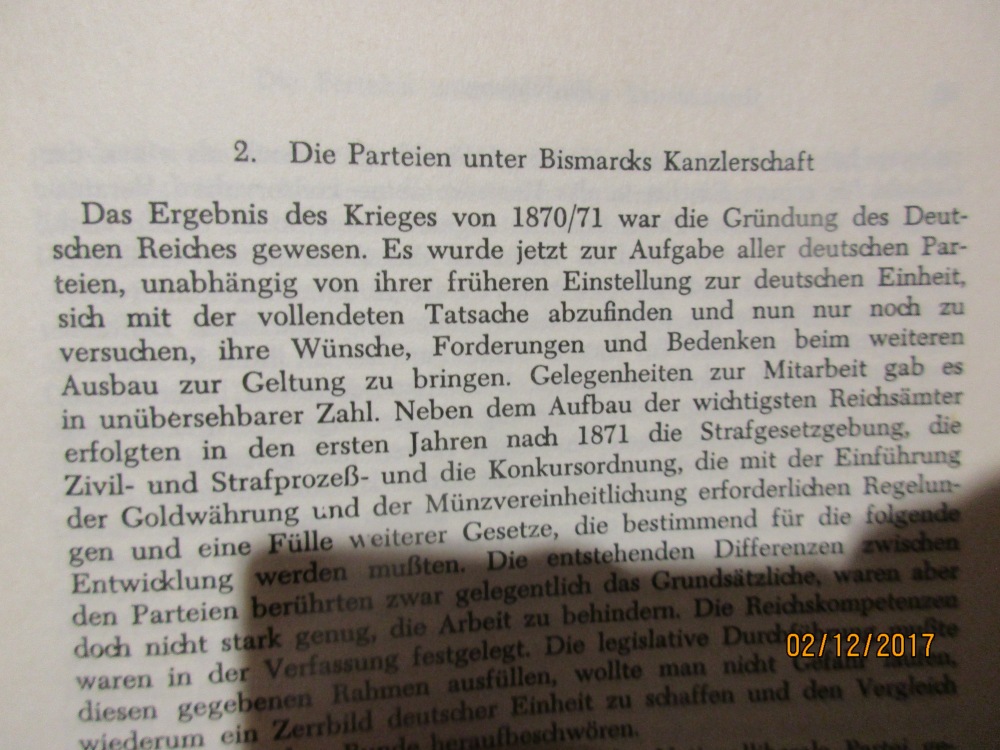 2. Die Parteien unter Bismarcks Kanzlerschaft
Das Ergebnis des Krieges von 1870/71 war die Gründung des Deut-
schen Reiches gewesen. Es wurde jetzt zur Aufgabe aller deutschen Par-
teien, unabhängig von ihrer früheren Einstellung zur deutschen Einheit,
sich mit der vollendeten Tatsache abzufinden und nun nur noch zu
versuchen, ihre Wünsche, Forderungen und Bedenken beim weiteren
Ausbau zur Geltung zu bringen. Gelegenheiten zur Mitarbeit gab es
in unübersehbarer Zahl. Neben dem Aufbau der wichtigsten Reichsämter
erfolgten in den ersten Jahren nach 1871 die Strafgesetzgebung, die
Zivil- und Strafprozeß- und die Konkursordnung, die mit der Einführung
der Goldwährung und der Münzvereinheitlichung erforderlichen Regelun-
gen und eine Fülle weiterer Gesetze, die bestimmend für die folgende
Entwicklung werden mußten. Die entstehenden Differenzen zwischen
den Parteien berührten zwar gelegentlich das Grundsätzliche, waren aber
doch nicht stark genug, die Arbeit zu behindern. Die Reichskompetenzen
waren in der Verfassung festgelegt. Die legislative Durchführung mußte
diesen gegebenen Rahmen ausfüllen, wollte man nicht Gefahr laufen,
wiederum ein Zerrbild deutscher Einheit zu schaffen und den Vergleich
Bunde heraufbeschwören.
02/12/2017